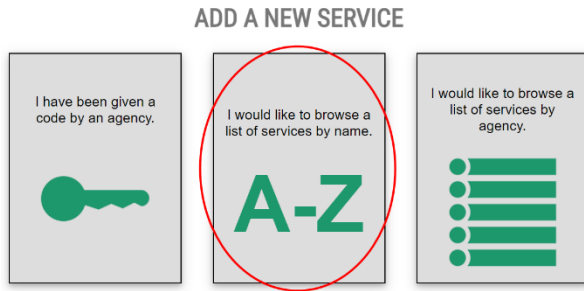 ADD A NEW SERVICE
I have been given a
code by an agency.
I would like to browse a
list of services by name.
A-Z
I would like to browse a
list of services by
agency.